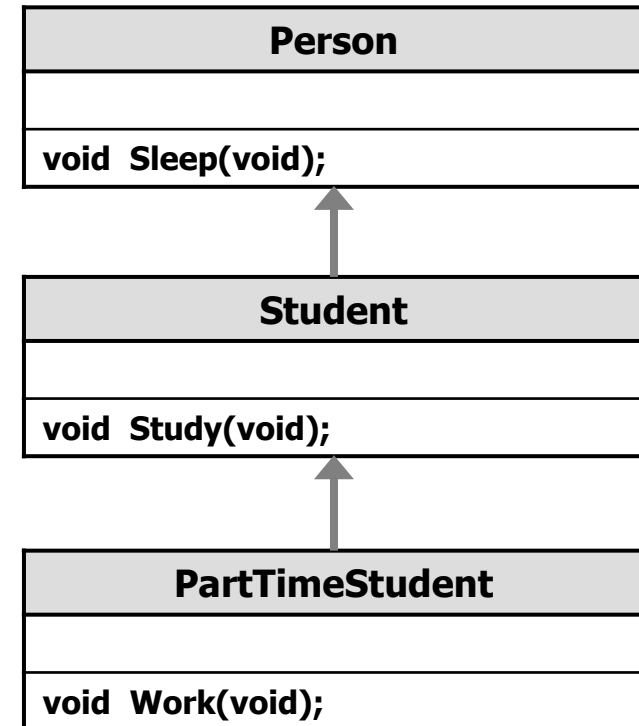 Person
void Sleep(void);
Student
void Study(void);
PartTimeStudent
void Work(void);